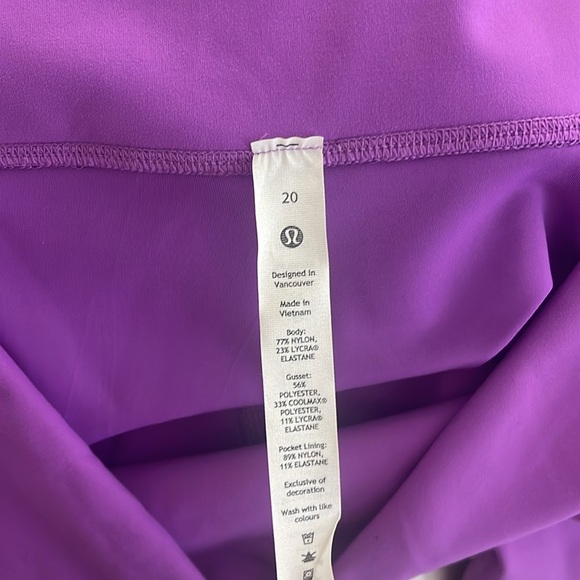 20
Designed in
Vancouver
Made in
Vietnam
Body:
77% NYLON,
23% LYCRA®
ELASTANE
Gusset:
56%
POLYESTER,
33% COOLMAX®
POLYESTER,
11% LYCRA®
ELASTANE
Pocket Lining:
89% NYLON,
11% ELASTANE
Exclusive of
decoration
Wash with like
colours